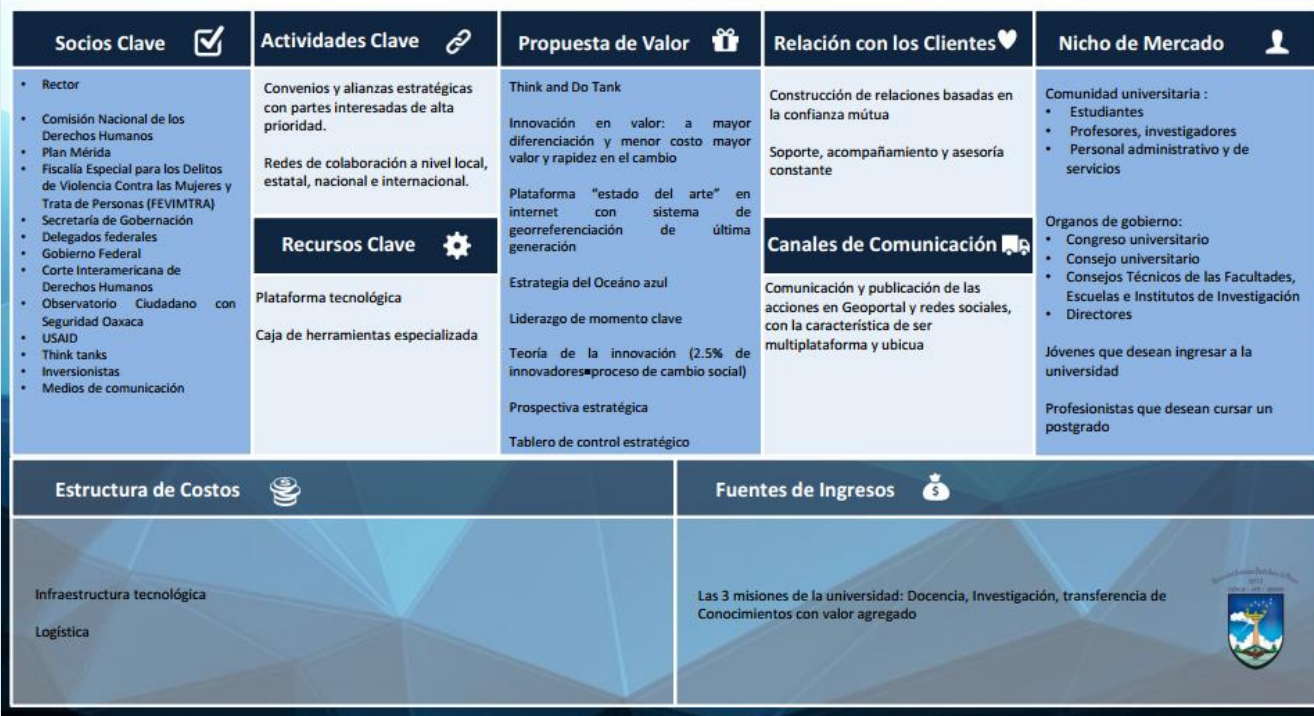 Socios Clave
• Rector
• Comisión Nacional de los
Derechos Humanos
• Plan Mérida
• Fiscalía Especial para los Delitos
de Violencia Contra las Mujeres y
Trata de Personas (FEVIMTRA)
• Secretaría de Gobernación
• Delegados federales
• Gobierno Federal
• Corte Interamericana de
Derechos Humanos
• Observatorio Ciudadano con
Seguridad Oaxaca
• USAID
• Think tanks
• Inversionistas
• Medios de comunicación
Actividades Clave
Convenios y alianzas estratégicas
con partes interesadas de alta
prioridad.
Redes de colaboración a nivel local,
estatal, nacional e internacional.
Recursos Clave
Plataforma tecnológica
Caja de herramientas especializada
Propuesta de Valor
Think and Do Tank
Innovación en valor: a mayor
diferenciación y menor costo mayor
valor y rapidez en el cambio
Plataforma "estado del arte" en
internet con sistema de
georreferenciación de última
generación
Estrategia del Oceáno azul
Liderazgo de momento clave
Teoría de la innovación (2.5% de
innovadores■proceso de cambio social)
Prospectiva estratégica
Tablero de control estratégico
Relación con los Clientes
Construcción de relaciones basadas en
la confianza mútua
Soporte, acompañamiento y asesoría
constante
Canales de Comunicación
Comunicación y publicación de las
acciones en Geoportal y redes sociales,
con la característica de ser
multiplataforma y ubicua
Nicho de Mercado
Comunidad universitaria :
• Estudiantes
• Profesores, investigadores
• Personal administrativo y de
servicios
Organos de gobierno:
• Congreso universitario
• Consejo universitario
• Consejos Técnicos de las Facultades,
Escuelas e Institutos de Investigación
• Directores
Jóvenes que desean ingresar a la
universidad
Profesionistas que desean cursar un
postgrado
Estructura de Costos
Infraestructura tecnológica
Logística
Fuentes de Ingresos
Las 3 misiones de la universidad: Docencia, Investigación, transferencia de
Conocimientos con valor agregado